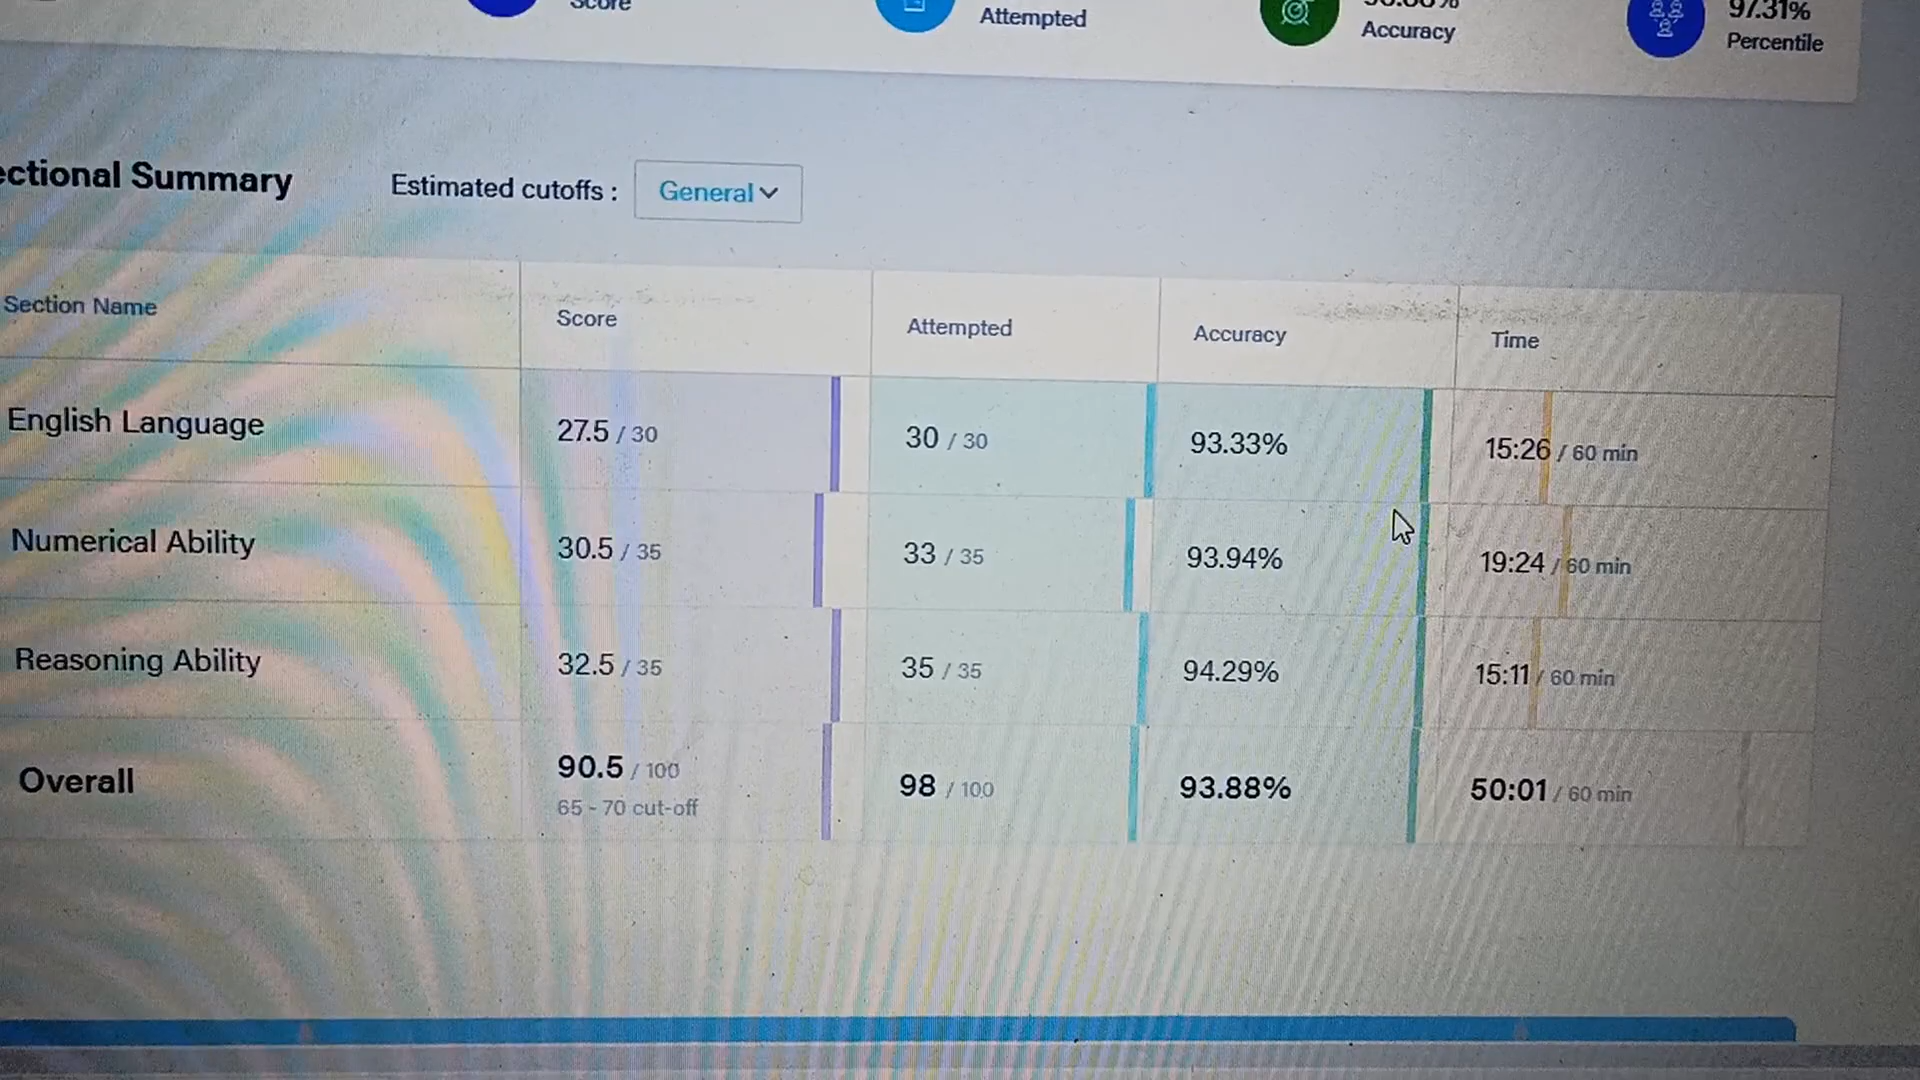 Score
Attempted
Accuracy
97.31%
Percentile
ectional Summary
Estimated cutoffs : General
Section Name Score Attempted Accuracy Time
English Language 27.5 / 30 30 / 30 93.33% 15:26 / 60 min
Numerical Ability 30.5 / 35 33 / 35 93.94% 19:24 / 60 min
Reasoning Ability 32.5 / 35 35 / 35 94.29% 15:11 / 60 min
Overall 90.5 / 100 98 / 100 93.88% 50:01 / 60 min
65 - 70 cut-off